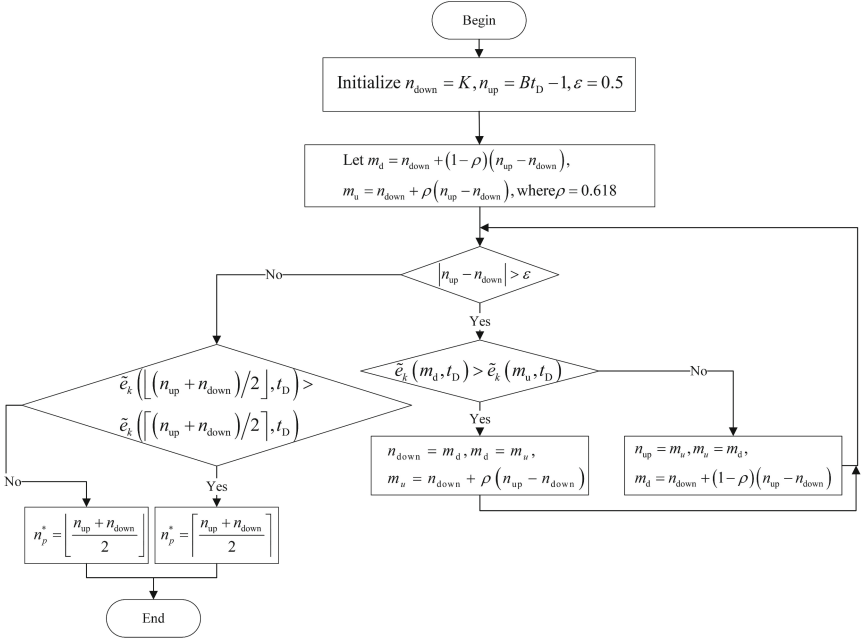 Begin
Initialize n_down = K, n_up = Bt_D − 1, ε = 0.5
Let m_d = n_down + (1−ρ)(n_up − n_down),
m_u = n_down + ρ(n_up − n_down), whereρ = 0.618
|n_up − n_down| > ε
No
Yes
ẽ_k(⌊(n_up + n_down)/2⌋, t_D) >
ẽ_k(⌈(n_up + n_down)/2⌉, t_D)
ẽ_k(m_d, t_D) > ẽ_k(m_u, t_D)
No
Yes
n_down = m_d, m_d = m_u,
m_u = n_down + ρ(n_up − n_down)
n_up = m_u, m_u = m_d,
m_d = n_down + (1−ρ)(n_up − n_down)
No
Yes
n_p^* = ⌊(n_up + n_down)/2⌋
n_p^* = ⌈(n_up + n_down)/2⌉
End